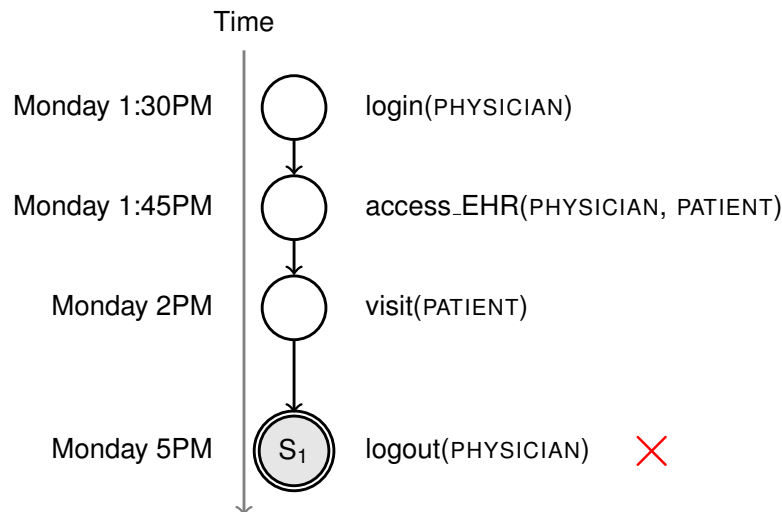 Time
Monday 1:30PM login(PHYSICIAN)
Monday 1:45PM access_EHR(PHYSICIAN, PATIENT)
Monday 2PM visit(PATIENT)
Monday 5PM S₁ logout(PHYSICIAN)